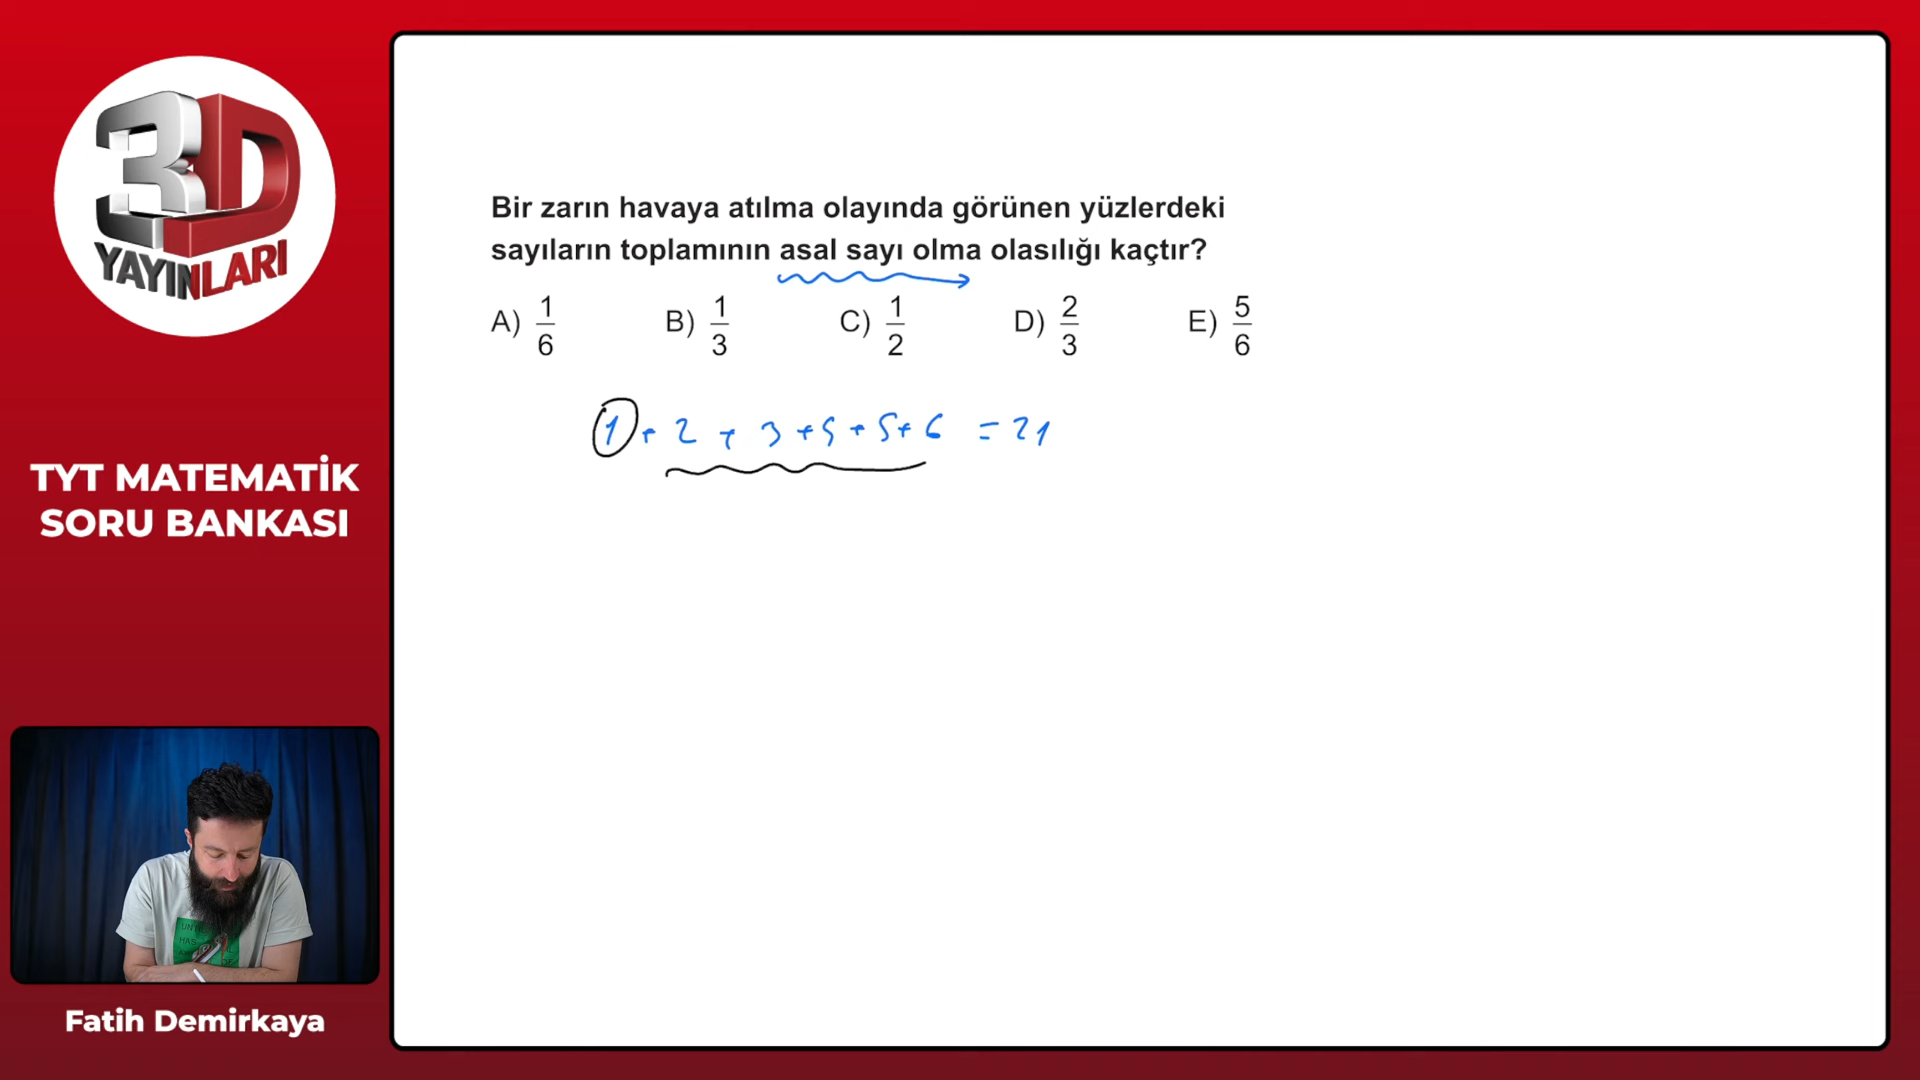 3D
YAYINLARI
TYT MATEMATİK
SORU BANKASI
Fatih Demirkaya
Bir zarın havaya atılma olayında görünen yüzlerdeki
sayıların toplamının asal sayı olma olasılığı kaçtır?
A) 1/6 B) 1/3 C) 1/2 D) 2/3 E) 5/6
1 + 2 + 3 + 4 + 5 + 6 = 21